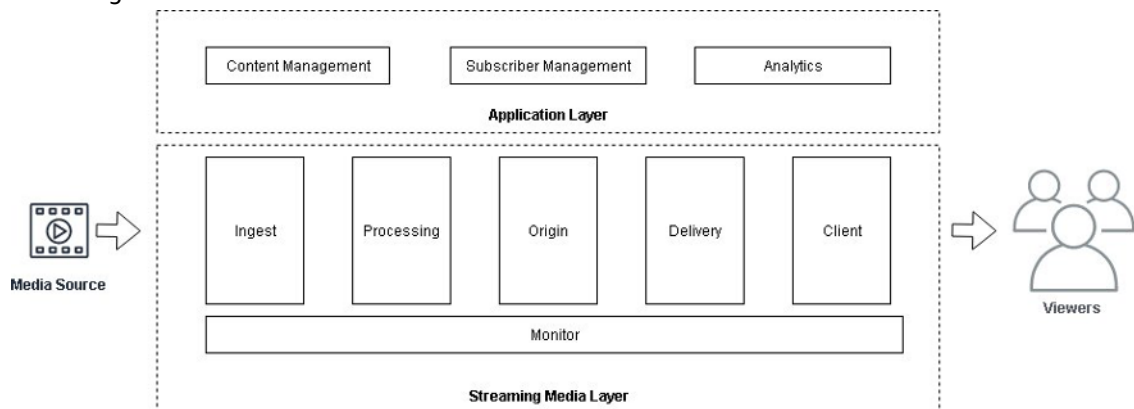 Content Management
Subscriber Management
Analytics
Application Layer
Ingest
Processing
Origin
Delivery
Client
Media Source
Viewers
Monitor
Streaming Media Layer